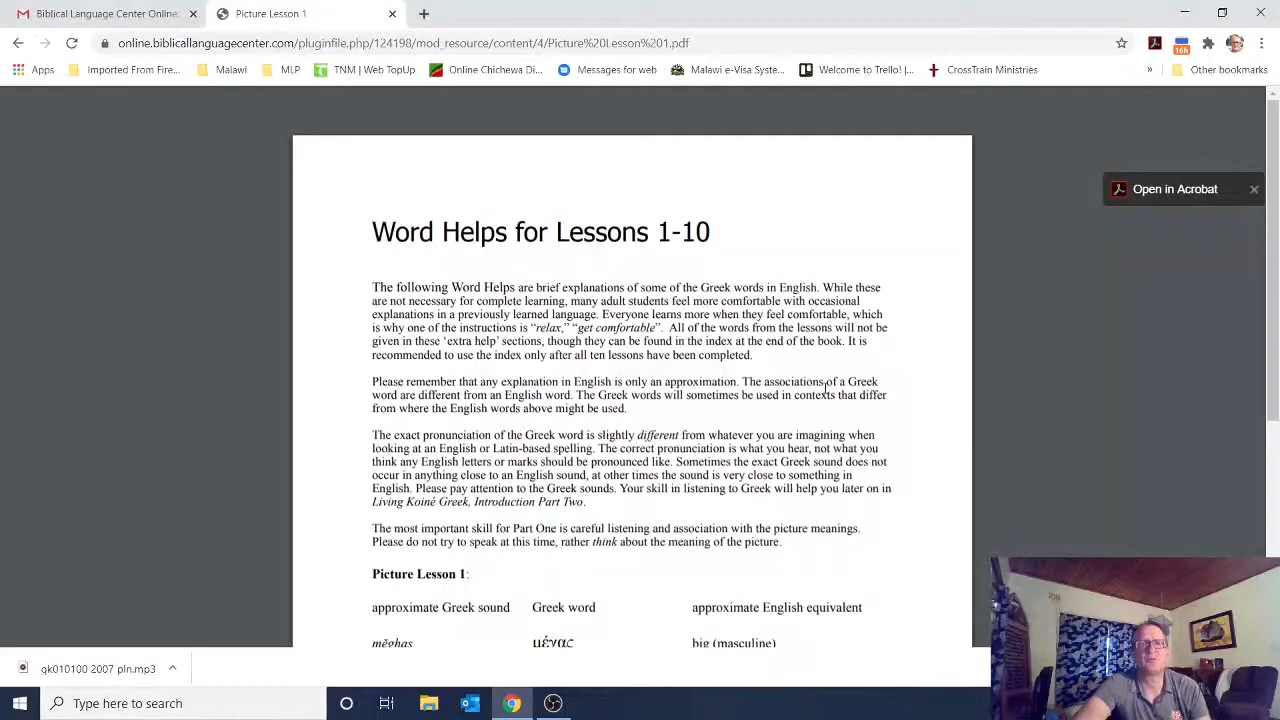 Biblical Language Center Online:
Picture Lesson 1
online.biblicallanguagecenter.com/pluginfile.php/124198/mod_resource/content/4/Picture%20Lesson%201.pdf
16h
Apps
Imported From Fire...
Malawi
MLP
TNM | Web TopUp
Online Chichewa Di...
Messages for web
Malawi e-Visa Syste...
Welcome to Trello! |...
CrossTrain Ministries
»
Other bookmarks
Open in Acrobat
Word Helps for Lessons 1-10
The following Word Helps are brief explanations of some of the Greek words in English. While these
are not necessary for complete learning, many adult students feel more comfortable with occasional
explanations in a previously learned language. Everyone learns more when they feel comfortable, which
is why one of the instructions is “relax,” “get comfortable”. All of the words from the lessons will not be
given in these ‘extra help’ sections, though they can be found in the index at the end of the book. It is
recommended to use the index only after all ten lessons have been completed.
Please remember that any explanation in English is only an approximation. The associations of a Greek
word are different from an English word. The Greek words will sometimes be used in contexts that differ
from where the English words above might be used.
The exact pronunciation of the Greek word is slightly different from whatever you are imagining when
looking at an English or Latin-based spelling. The correct pronunciation is what you hear, not what you
think any English letters or marks should be pronounced like. Sometimes the exact Greek sound does not
occur in anything close to an English sound, at other times the sound is very close to something in
English. Please pay attention to the Greek sounds. Your skill in listening to Greek will help you later on in
Living Koiné Greek, Introduction Part Two.
The most important skill for Part One is careful listening and association with the picture meanings.
Please do not try to speak at this time, rather think about the meaning of the picture.
Picture Lesson 1:
approximate Greek sound Greek word approximate English equivalent
mĕghas μέγας big (masculine)
gk010100 2007 pln.mp3
Type here to search